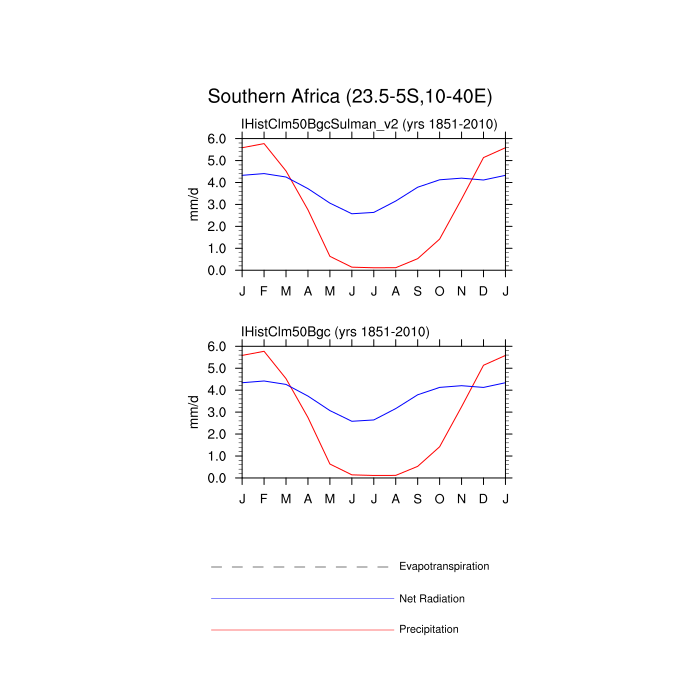 Southern Africa (23.5-5S,10-40E)
IHistClm50BgcSulman_v2 (yrs 1851-2010)
6.0
5.0
4.0
3.0
2.0
1.0
0.0
mm/d
J F M A M J J A S O N D J
IHistClm50Bgc (yrs 1851-2010)
6.0
5.0
4.0
3.0
2.0
1.0
0.0
mm/d
J F M A M J J A S O N D J
Evapotranspiration
Net Radiation
Precipitation